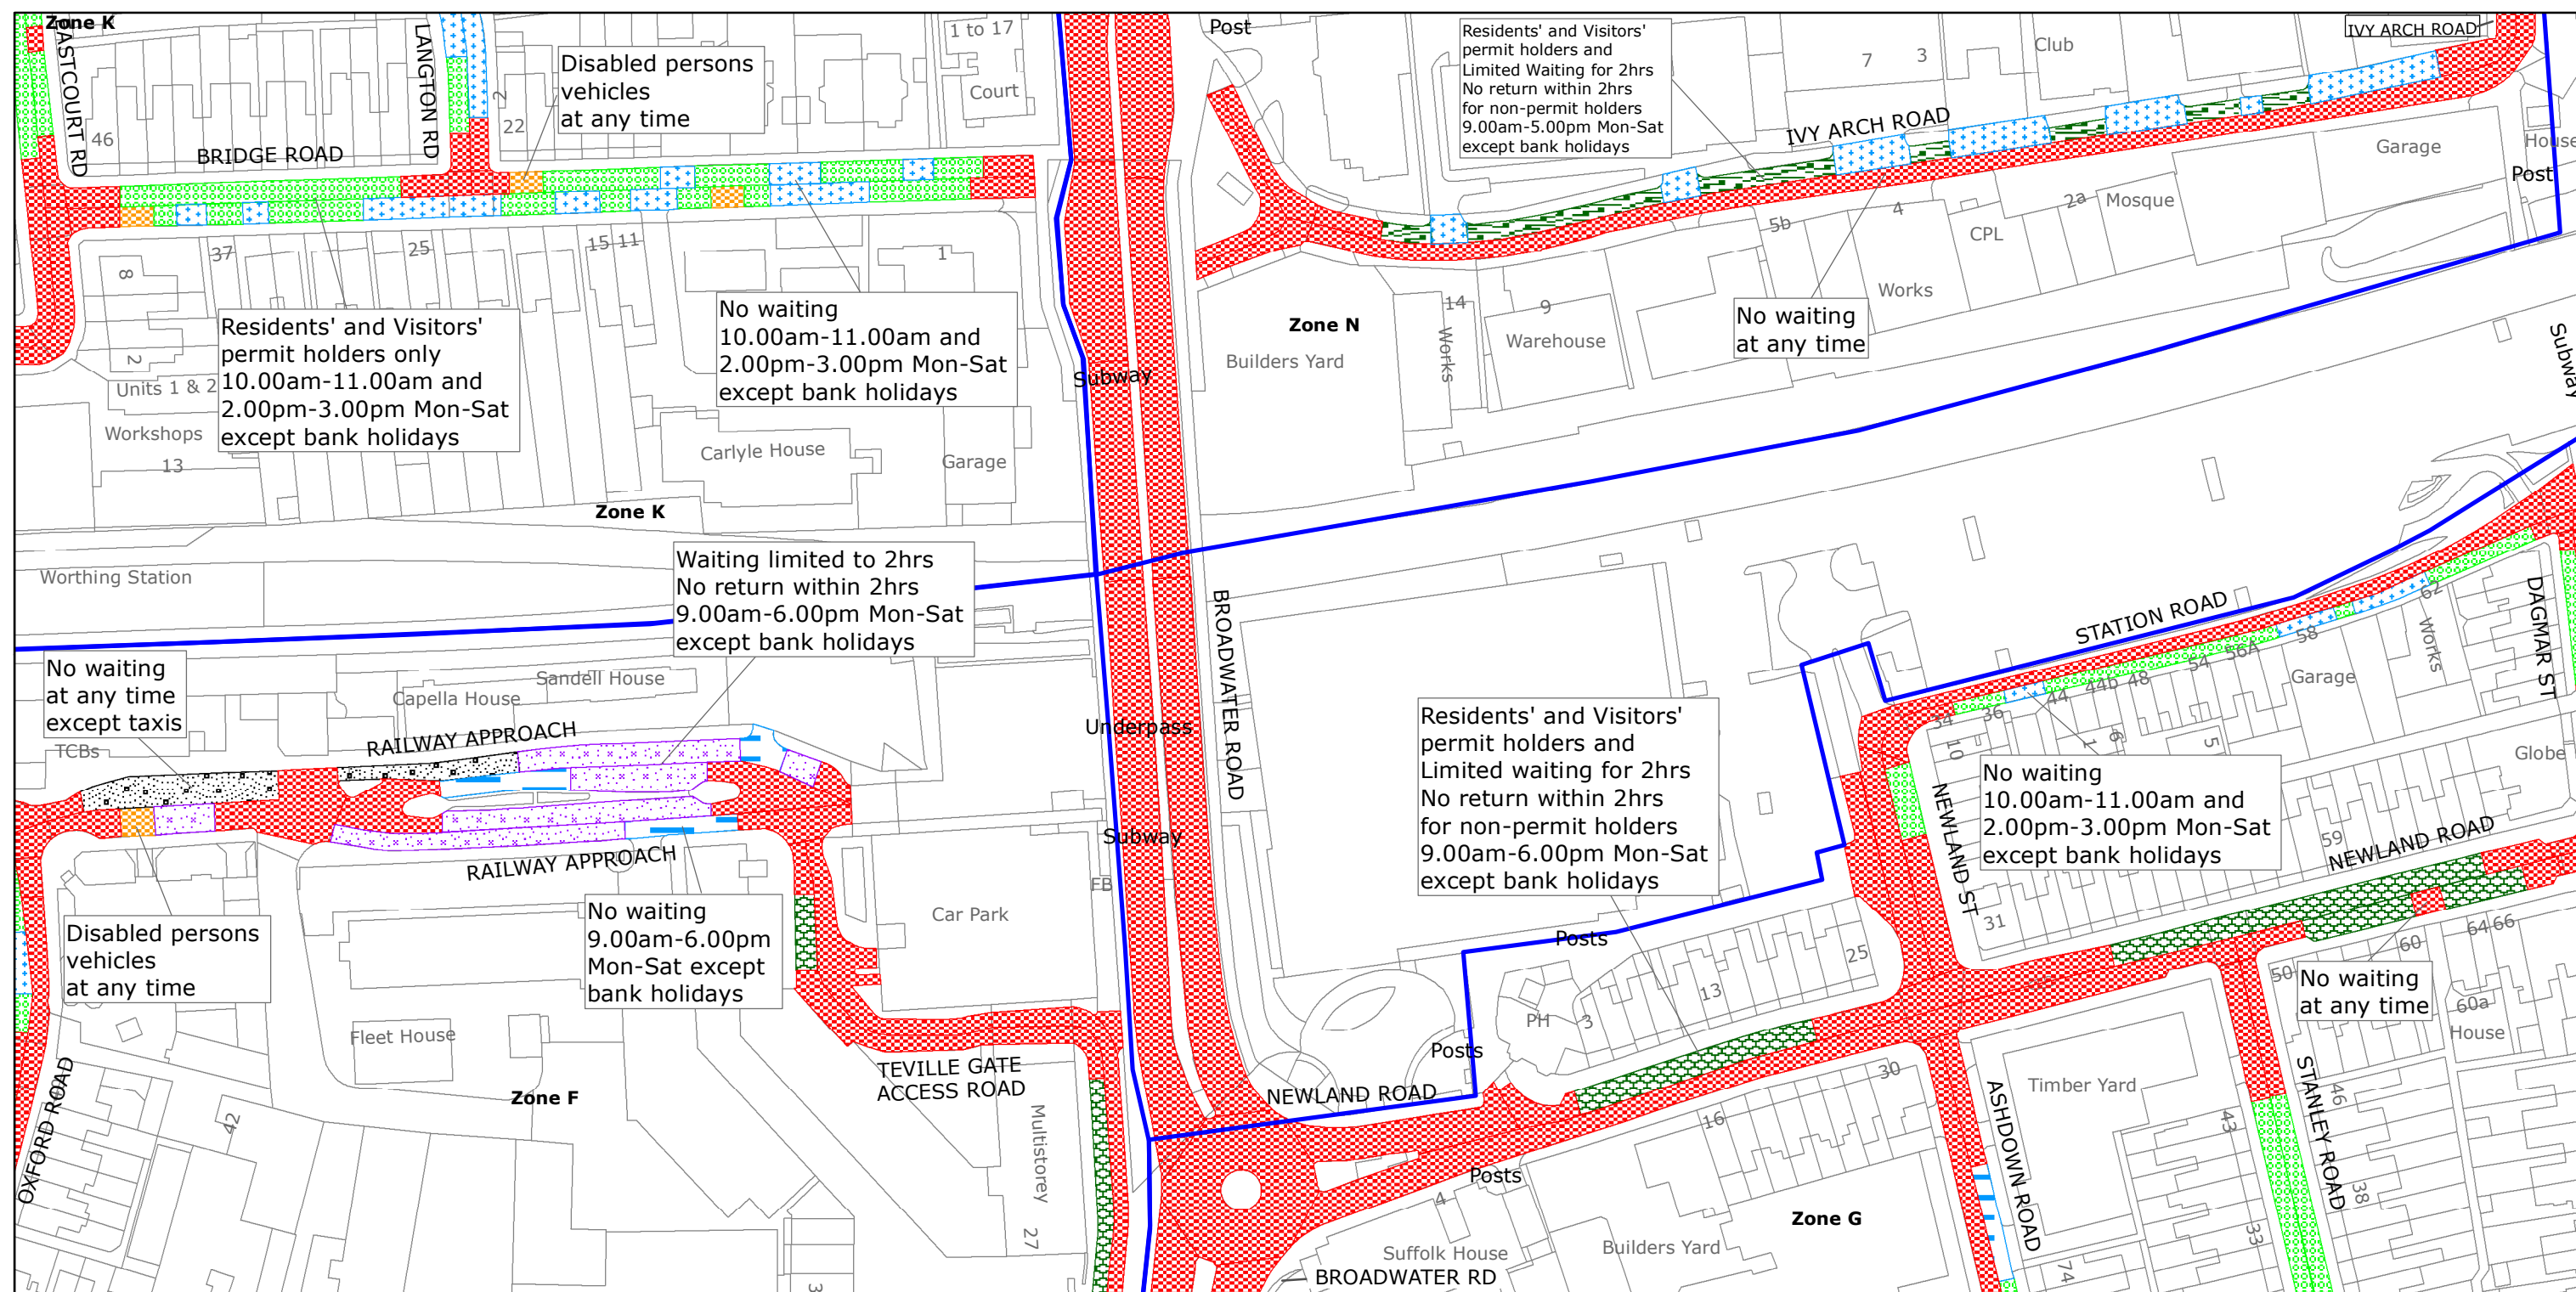 Zone K
EASTCOURT RD
LANGTON RD
46
2
22
BRIDGE ROAD
Disabled persons
vehicles
at any time
1 to 17
Court
Post
Residents' and Visitors'
permit holders and
Limited Waiting for 2hrs
No return within 2hrs
for non-permit holders
9.00am-5.00pm Mon-Sat
except bank holidays
7
3
Club
IVY ARCH ROAD
IVY ARCH ROAD
Garage
House
Post
2a
Mosque
4
5b
CPL
Works
8
37
25
15
11
1
2
Units 1 & 2
Workshops
13
Residents' and Visitors'
permit holders only
10.00am-11.00am and
2.00pm-3.00pm Mon-Sat
except bank holidays
No waiting
10.00am-11.00am and
2.00pm-3.00pm Mon-Sat
except bank holidays
Carlyle House
Garage
Zone K
Subway
Zone N
Builders Yard
14
Works
9
Warehouse
No waiting
at any time
Subway
Worthing Station
Waiting limited to 2hrs
No return within 2hrs
9.00am-6.00pm Mon-Sat
except bank holidays
No waiting
at any time
except taxis
TCBs
Capella House
Sandell House
RAILWAY APPROACH
RAILWAY APPROACH
Underpass
Subway
BROADWATER ROAD
FB
Car Park
Disabled persons
vehicles
at any time
No waiting
9.00am-6.00pm
Mon-Sat except
bank holidays
Fleet House
Zone F
OXFORD ROAD
42
TEVILLE GATE
ACCESS ROAD
Multistorey
27
3
Residents' and Visitors'
permit holders and
Limited waiting for 2hrs
No return within 2hrs
for non-permit holders
9.00am-6.00pm Mon-Sat
except bank holidays
STATION ROAD
DAGMAR ST
62
58
56A
54
48
44b
44
36
34
10
1
6
5
Works
Garage
Globe
No waiting
10.00am-11.00am and
2.00pm-3.00pm Mon-Sat
except bank holidays
NEWLAND ST
31
59
NEWLAND ROAD
Posts
25
13
3
PH
Posts
NEWLAND ROAD
50
60
64
66
60a
House
No waiting
at any time
Timber Yard
30
16
Posts
4
Suffolk House
BROADWATER RD
Builders Yard
Zone G
ASHDOWN ROAD
STANLEY ROAD
46
43
38
33
74